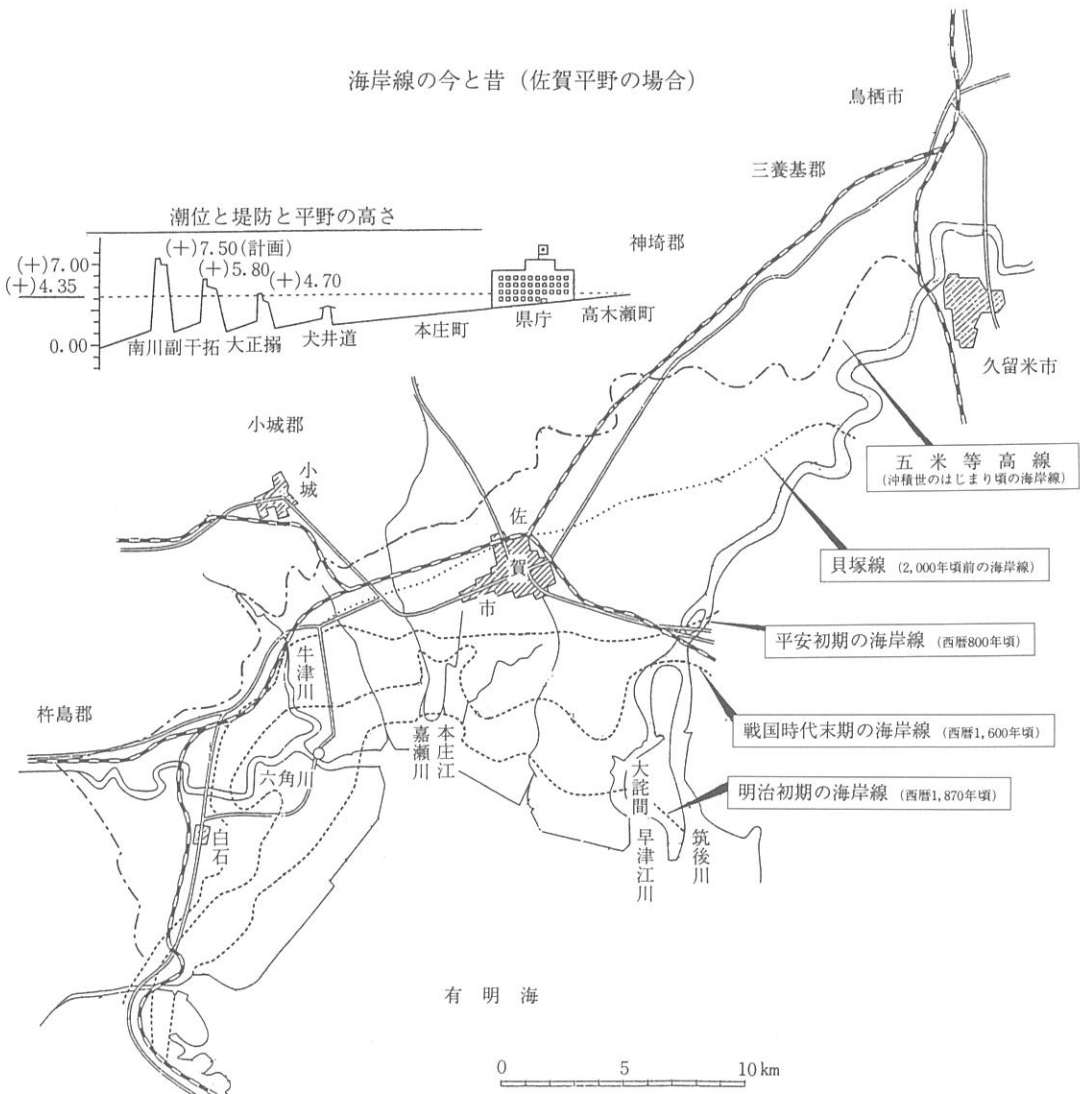 海岸線の今と昔（佐賀平野の場合）
鳥栖市
三養基郡
潮位と堤防と平野の高さ
神埼郡
(＋)7.50(計画)
(＋)7.00
(＋)5.80
(＋)4.70
(＋)4.35
0.00
南川副干拓
大正搦
犬井道
本庄町
県庁
高木瀬町
久留米市
小城郡
小城
五米等高線
(沖積世のはじまり頃の海岸線)
佐賀市
貝塚線 (2,000年頃前の海岸線)
平安初期の海岸線 (西暦800年頃)
牛津川
杵島郡
嘉瀬川
本庄江
戦国時代末期の海岸線 (西暦1,600年頃)
六角川
大詫間
明治初期の海岸線 (西暦1,870年頃)
白石
早津江川
筑後川
有明海
0 5 10km